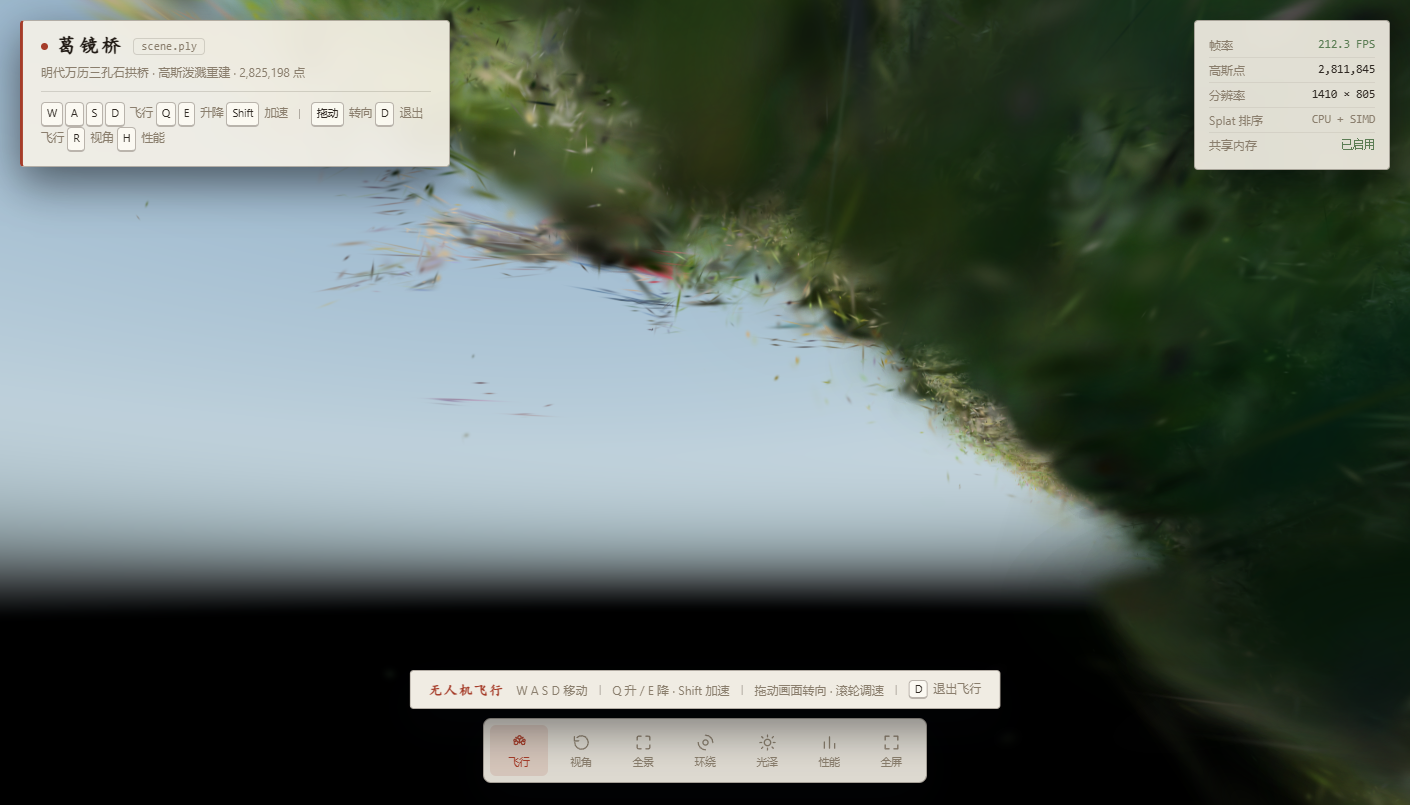 葛镜桥 scene.ply
明代万历三孔石拱桥 · 高斯泼溅重建 · 2,825,198 点
W A S D 飞行 Q E 升降 Shift 加速 | 拖动 转向 D 退出
飞行 R 视角 H 性能
帧率 212.3 FPS
高斯点 2,811,845
分辨率 1410 × 805
Splat 排序 CPU + SIMD
共享内存 已启用
无人机飞行 W A S D 移动 | Q 升 / E 降 · Shift 加速 | 拖动画面转向 · 滚轮调速 | D 退出飞行
飞行 视角 全景 环绕 光泽 性能 全屏